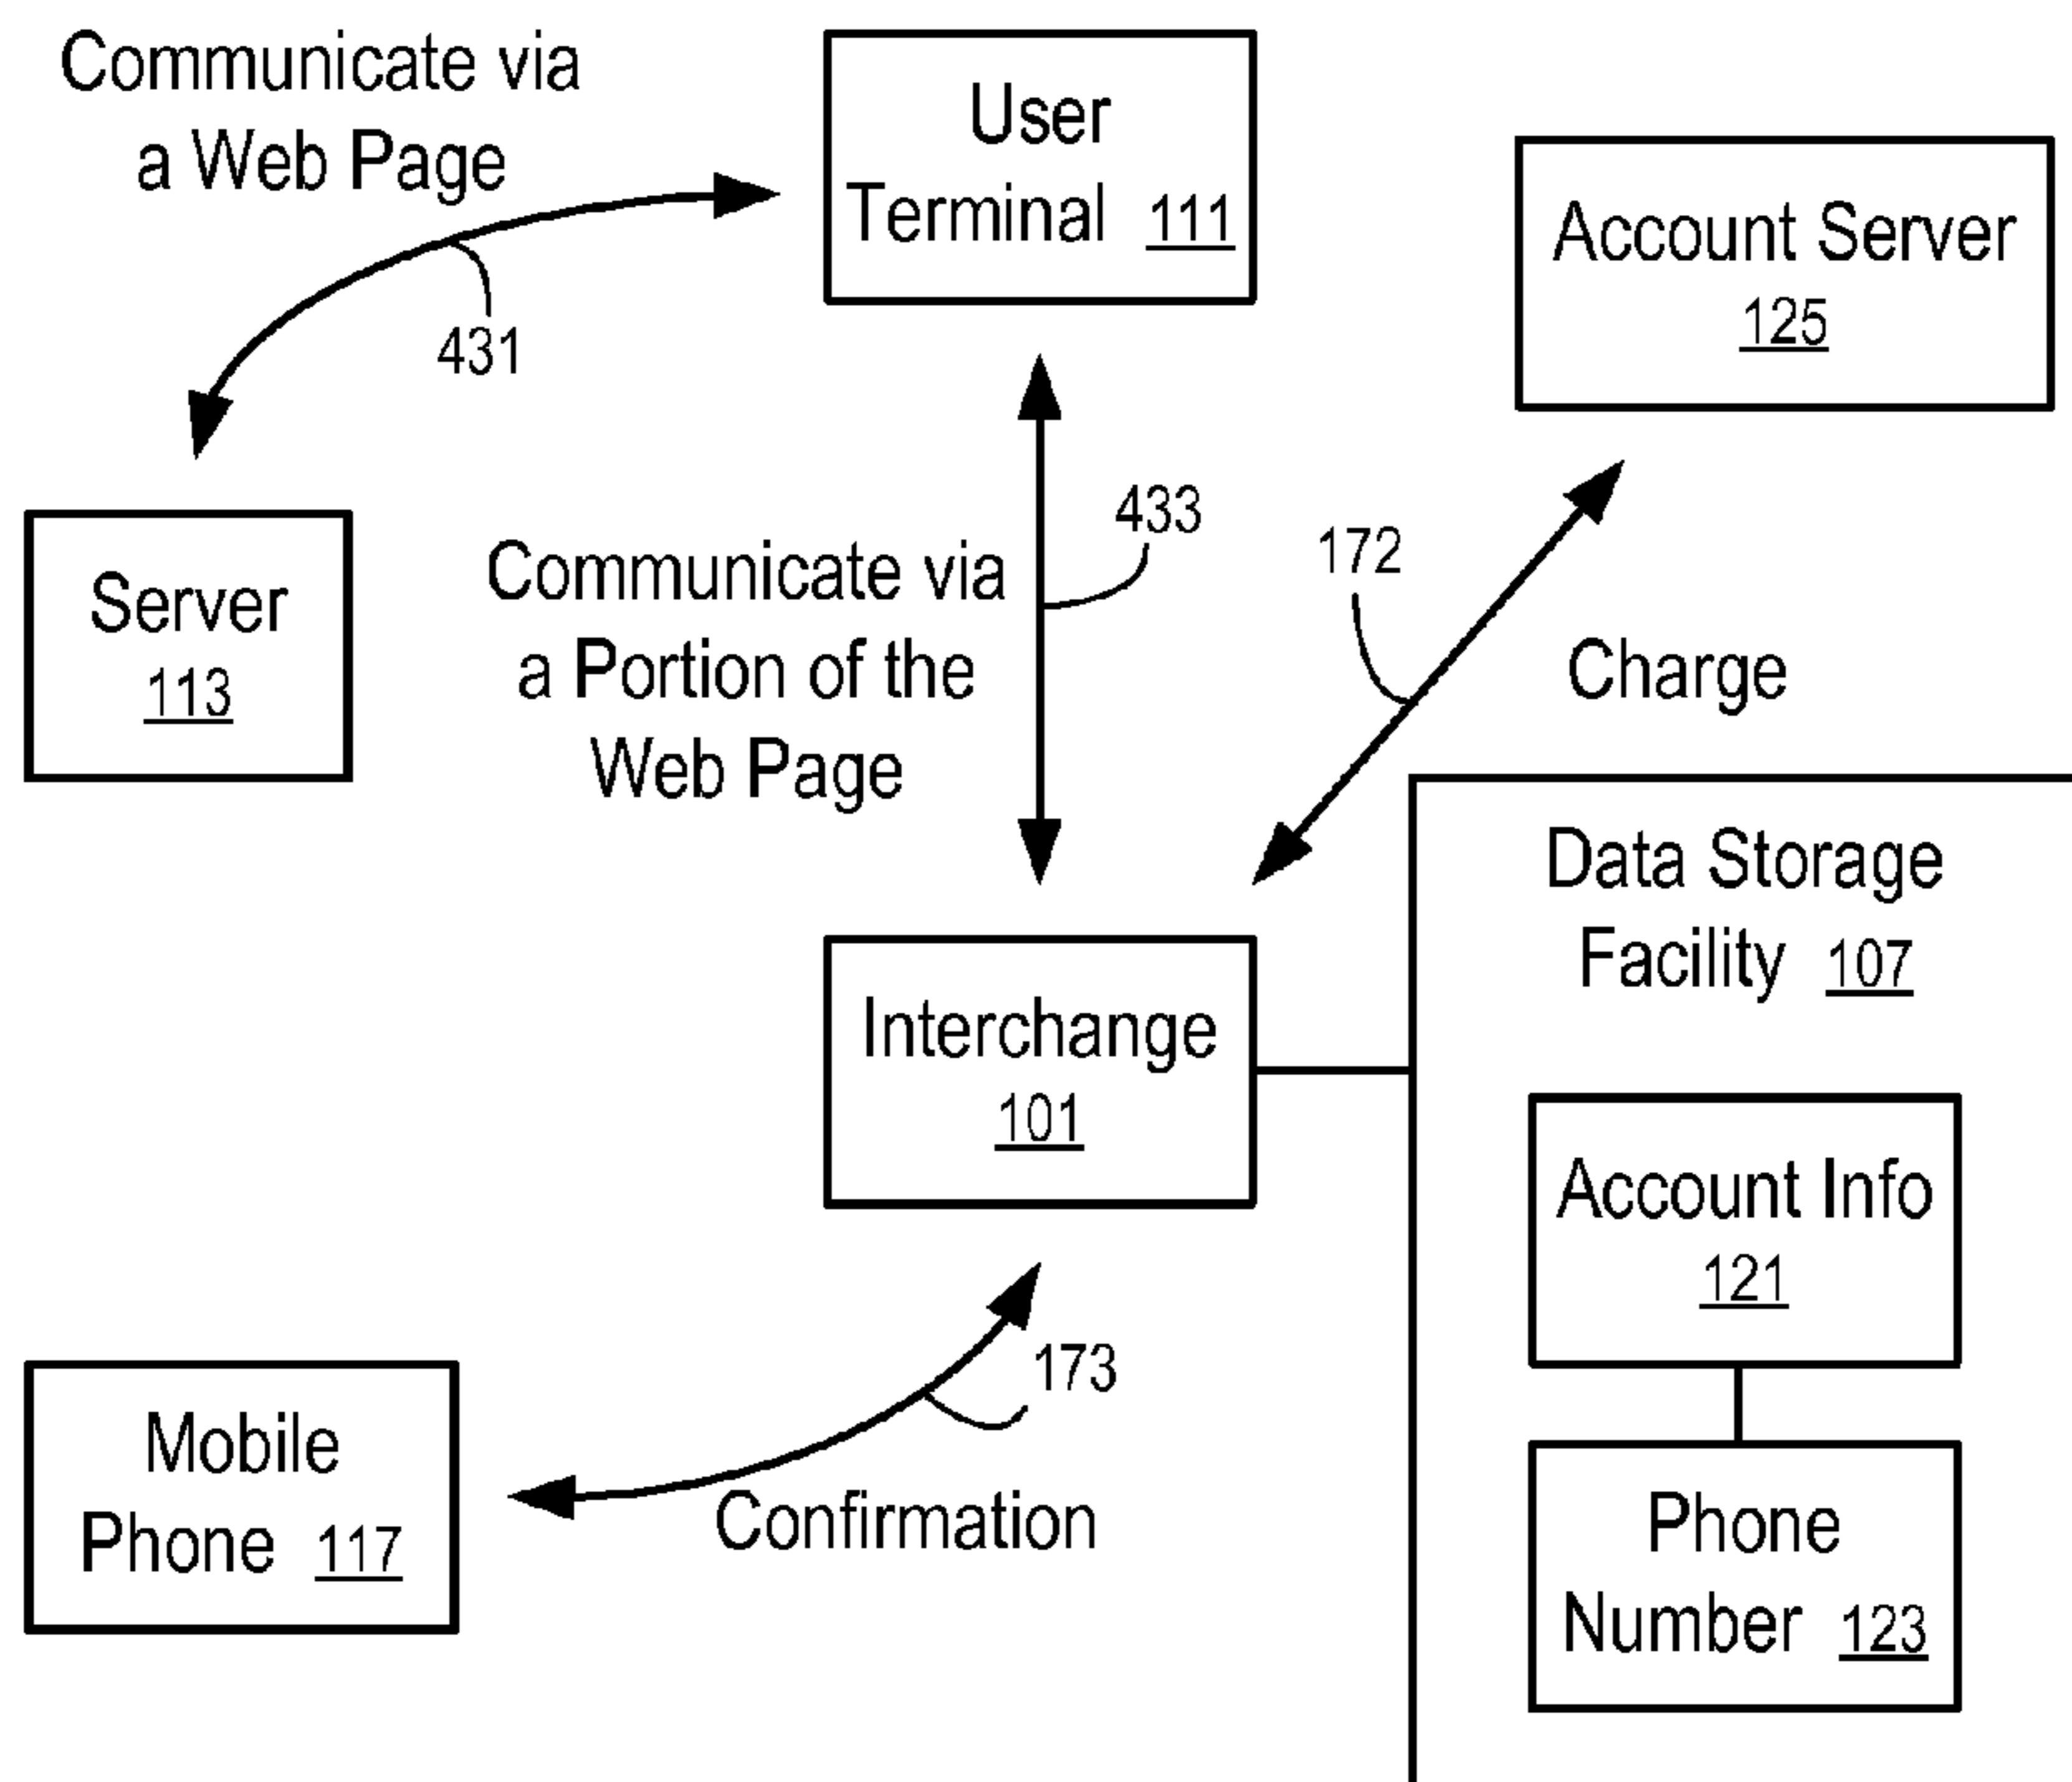 Communicate via
a Web Page
431
User
Terminal 111
Account Server
125
Server
113
Communicate via
a Portion of the
Web Page
433
172
Charge
Interchange
101
Data Storage
Facility 107
Account Info
121
Phone
Number 123
Mobile
Phone 117
173
Confirmation